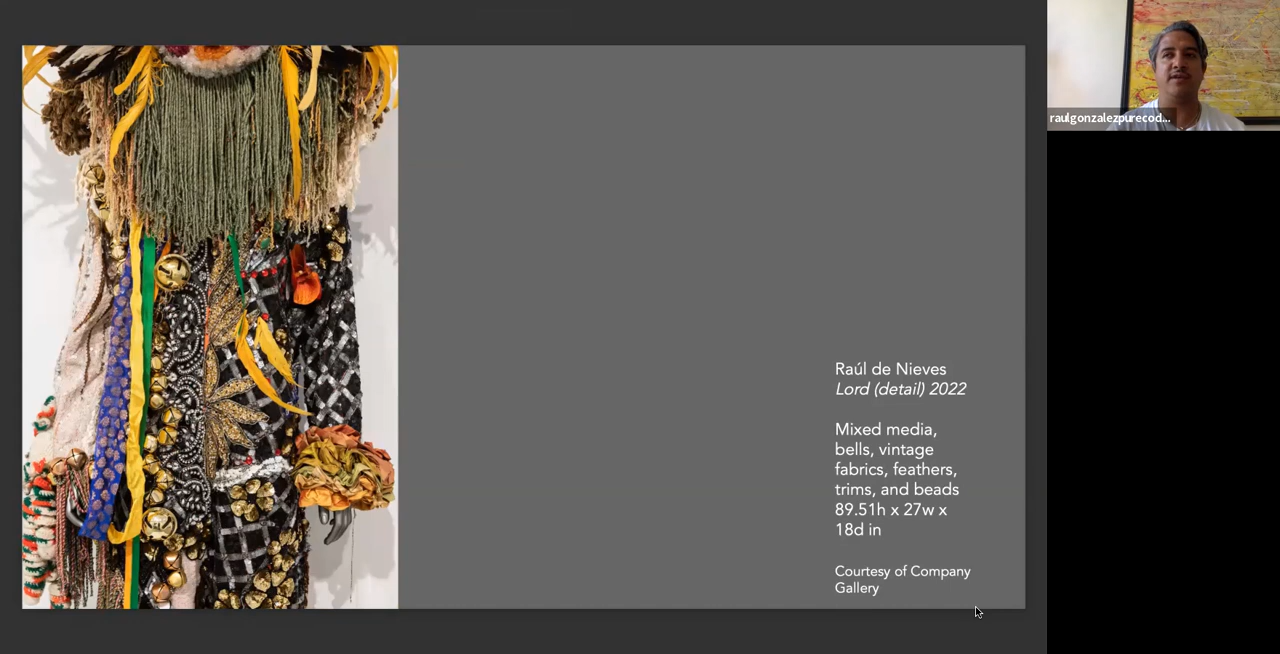 raulgonzalezpurecod...
Raúl de Nieves
Lord (detail) 2022
Mixed media,
bells, vintage
fabrics, feathers,
trims, and beads
89.51h x 27w x
18d in
Courtesy of Company
Gallery